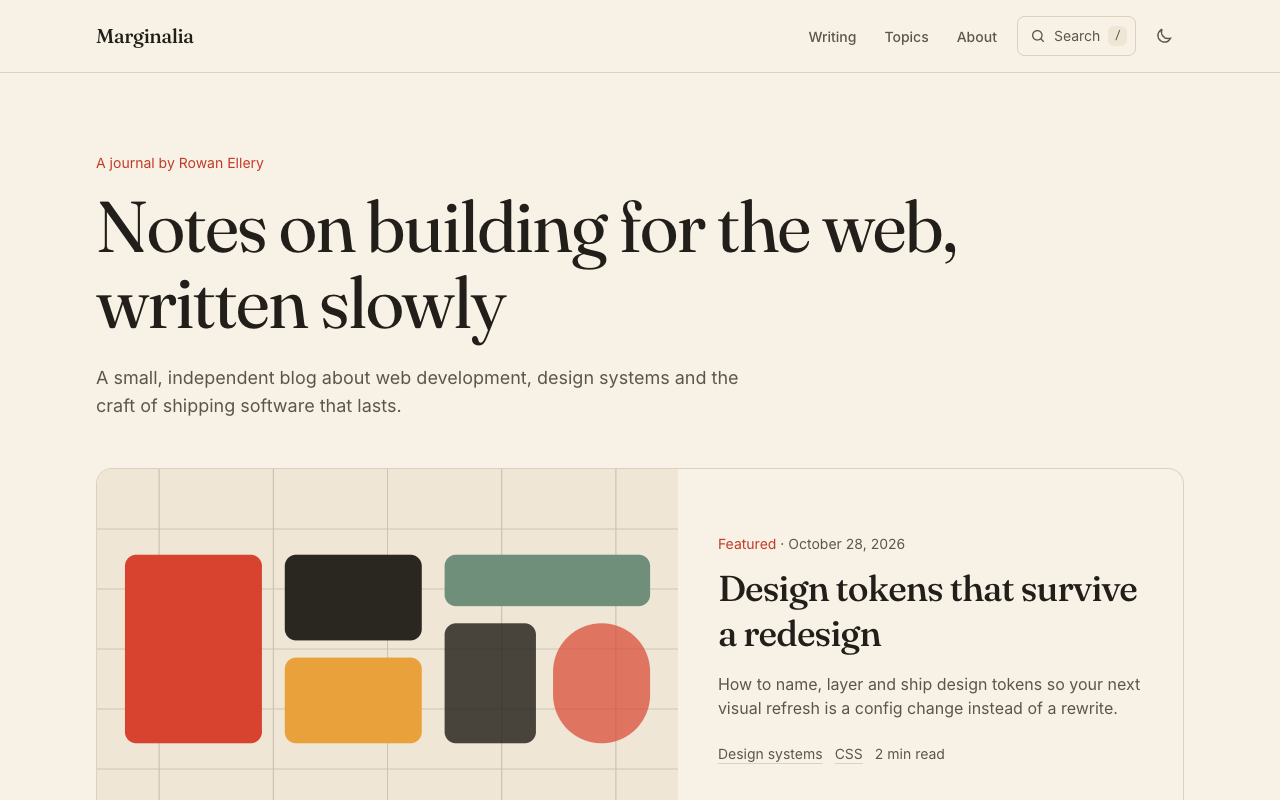 Marginalia
Writing
Topics
About
Search /
A journal by Rowan Ellery
Notes on building for the web,
written slowly
A small, independent blog about web development, design systems and the
craft of shipping software that lasts.
Featured · October 28, 2026
Design tokens that survive
a redesign
How to name, layer and ship design tokens so your next
visual refresh is a config change instead of a rewrite.
Design systems CSS 2 min read